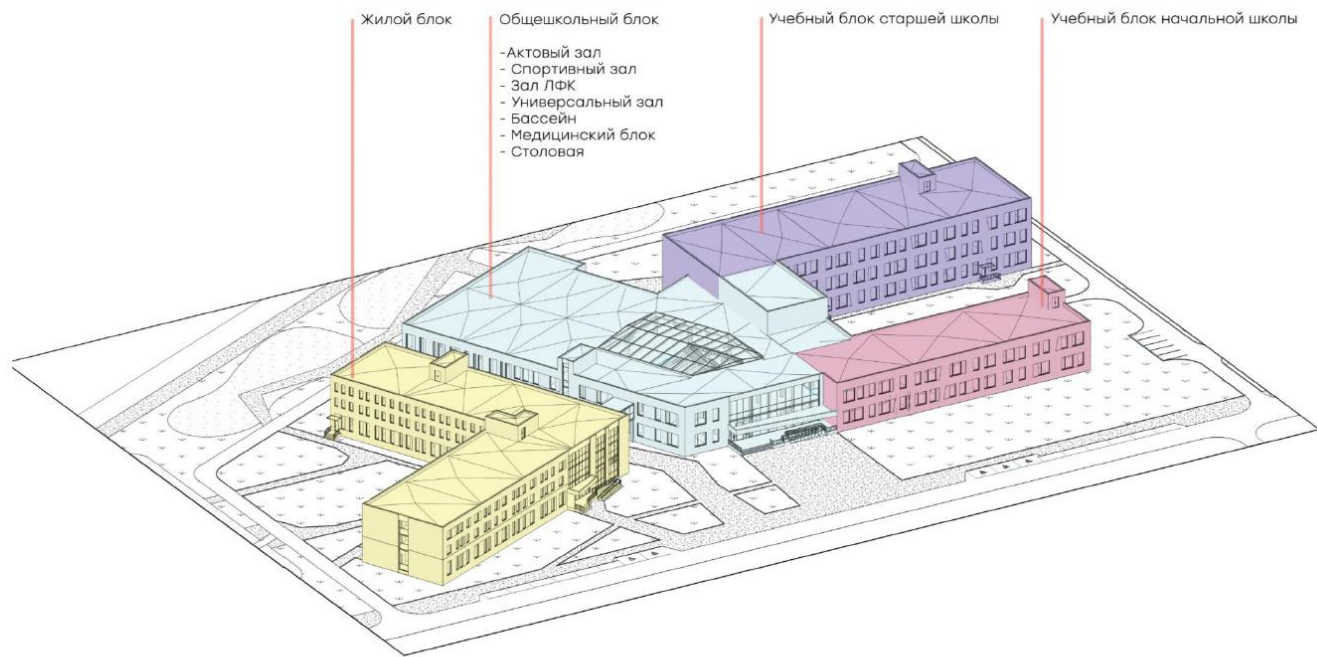 Жилой блок
Общешкольный блок
-Актовый зал
- Спортивный зал
- Зал ЛФК
- Универсальный зал
- Бассейн
- Медицинский блок
- Столовая
Учебный блок старшей школы
Учебный блок начальной школы